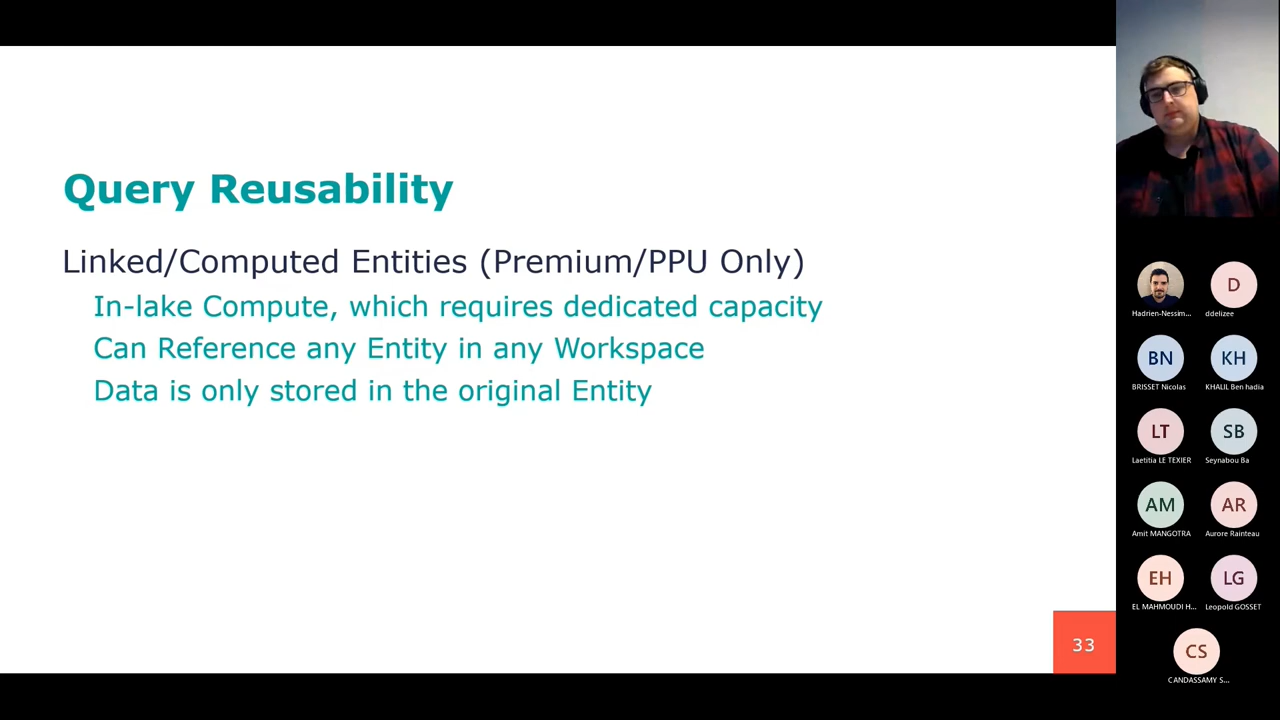 Query Reusability
Linked/Computed Entities (Premium/PPU Only)
In-lake Compute, which requires dedicated capacity
Can Reference any Entity in any Workspace
Data is only stored in the original Entity
33
Hadrien-Nessim...
D
ddelizee
BN
BRISSET Nicolas
KH
KHALIL Ben hadia
LT
Laetitia LE TEXIER
SB
Seynabou Ba
AM
Amit MANGOTRA
AR
Aurore Rainteau
EH
EL MAHMOUDI H...
LG
Leopold GOSSET
CS
CANDASSAMY S...